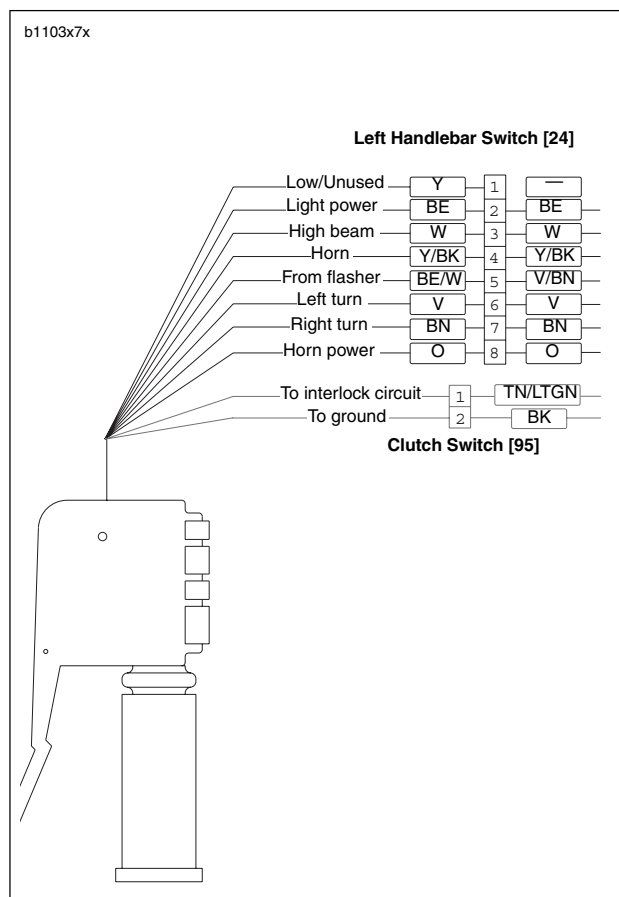 b1103x7x
Left Handlebar Switch [24]
Low/Unused Y 1 —
Light power BE 2 BE
High beam W 3 W
Horn Y/BK 4 Y/BK
From flasher BE/W 5 V/BN
Left turn V 6 V
Right turn BN 7 BN
Horn power O 8 O
To interlock circuit 1 TN/LTGN
To ground 2 BK
Clutch Switch [95]